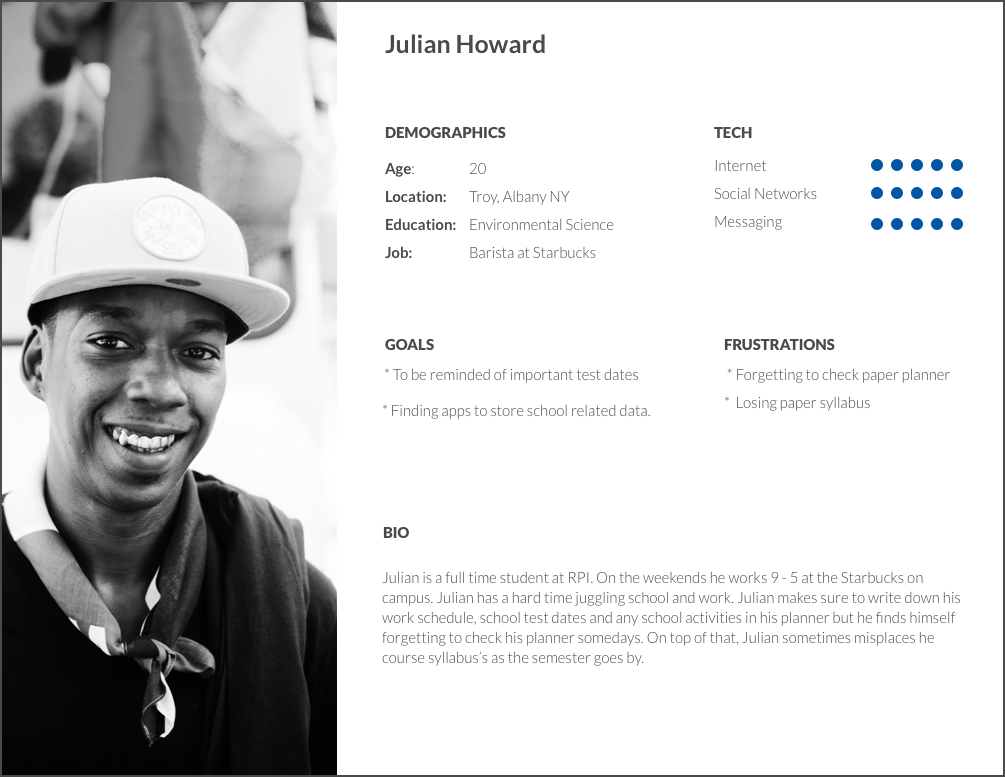 Julian Howard
DEMOGRAPHICS
Age: 20
Location: Troy, Albany NY
Education: Environmental Science
Job: Barista at Starbucks
TECH
Internet
Social Networks
Messaging
GOALS
* To be reminded of important test dates
* Finding apps to store school related data.
FRUSTRATIONS
* Forgetting to check paper planner
* Losing paper syllabus
BIO
Julian is a full time student at RPI. On the weekends he works 9 - 5 at the Starbucks on
campus. Julian has a hard time juggling school and work. Julian makes sure to write down his
work schedule, school test dates and any school activities in his planner but he finds himself
forgetting to check his planner somedays. On top of that, Julian sometimes misplaces he
course syllabus's as the semester goes by.